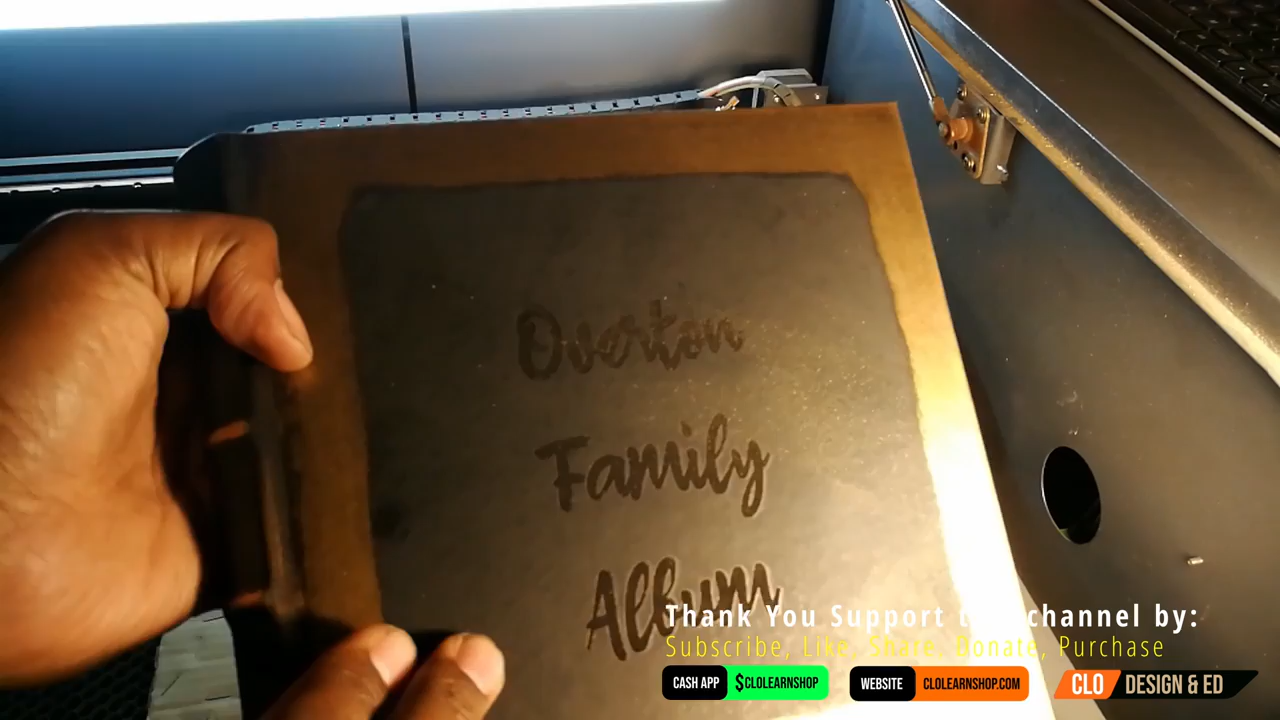 Overton
Family
Album
Thank You Support t channel by:
Subscribe, Like, Share, Donate, Purchase
CASH APP $CLOLEARNSHOP WEBSITE CLOLEARNSHOP.COM CLO DESIGN & ED